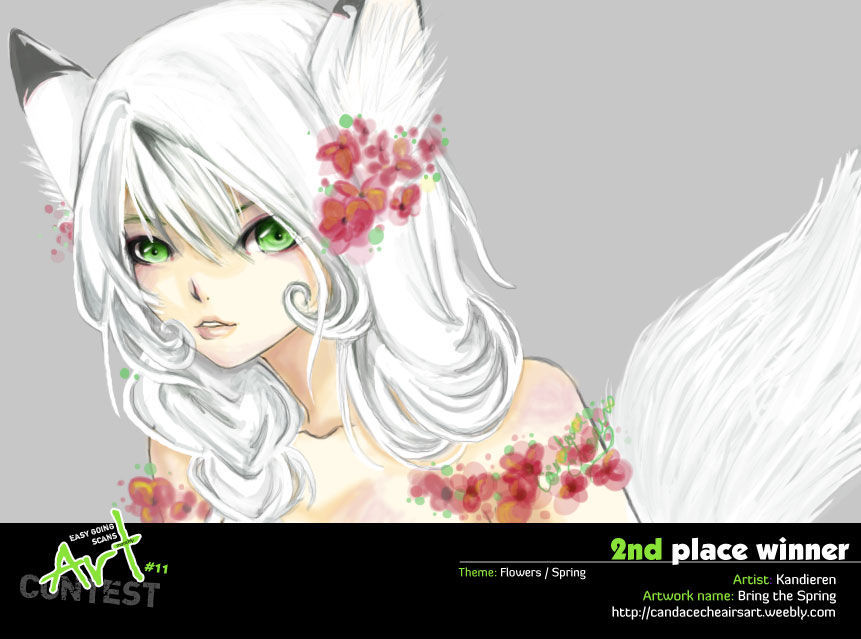 EASY GOING
SCANS
Art
#11
CONTEST
2nd place winner
Theme: Flowers / Spring
Artist: Kandieren
Artwork name: Bring the Spring
http://candacecheairsart.weebly.com/